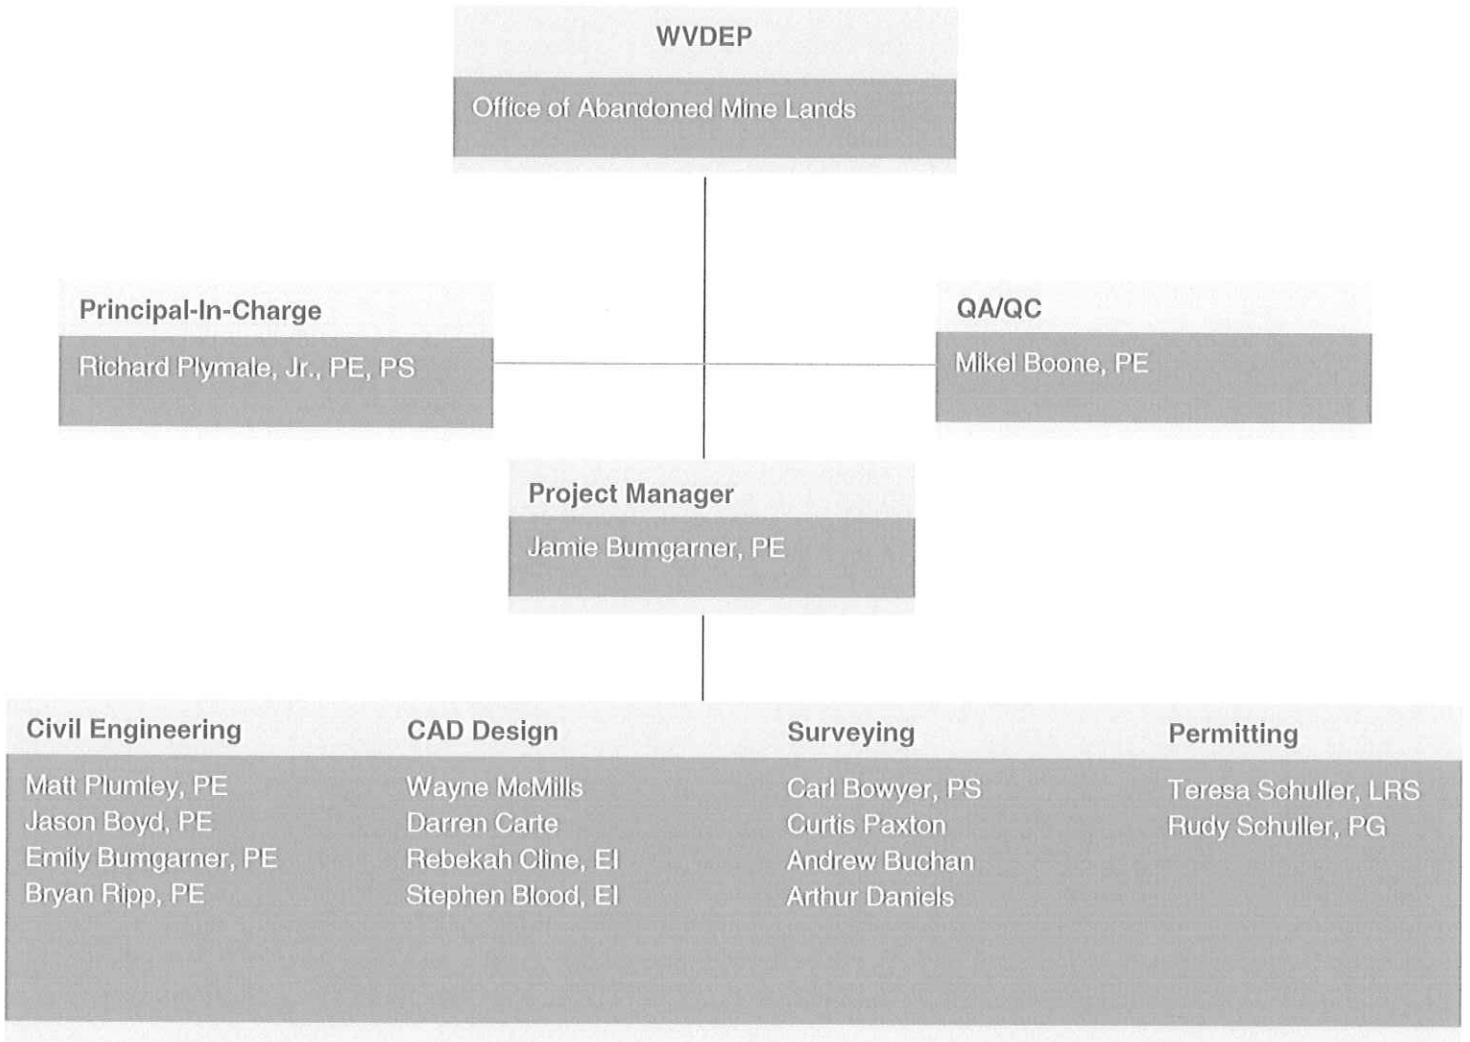 WVDEP
Office of Abandoned Mine Lands
Principal-In-Charge
Richard Plymale, Jr., PE, PS
QA/QC
Mikel Boone, PE
Project Manager
Jamie Bumgarner, PE
Civil Engineering
Matt Plumley, PE
Jason Boyd, PE
Emily Bumgarner, PE
Bryan Ripp, PE
CAD Design
Wayne McMills
Darren Carte
Rebekah Cline, EI
Stephen Blood, EI
Surveying
Carl Bowyer, PS
Curtis Paxton
Andrew Buchan
Arthur Daniels
Permitting
Teresa Schuller, LRS
Rudy Schuller, PG